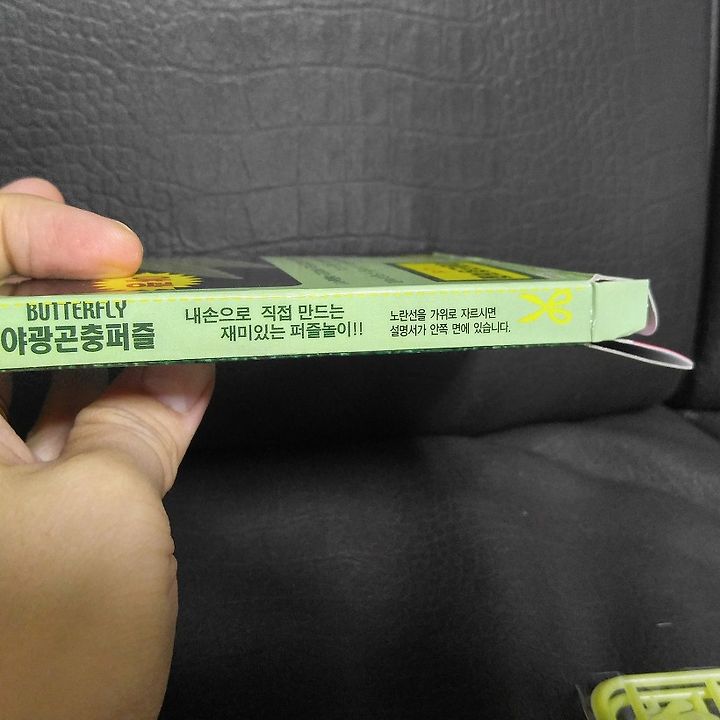 BUTTERFLY
야광곤충퍼즐
내손으로 직접 만드는
재미있는 퍼즐놀이!!
노란선을 가위로 자르시면
설명서가 안쪽 면에 있습니다.